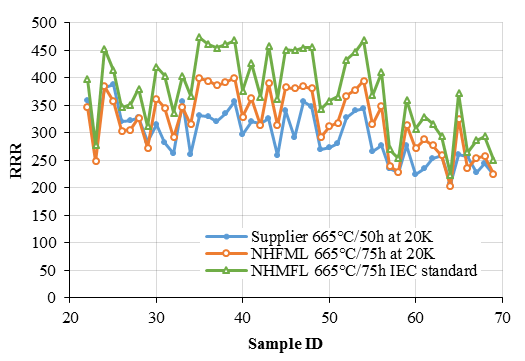 500
450
400
350
300
250
200
150
100
50
0
RRR
Supplier 665℃/50h at 20K
NHFML 665℃/75h at 20K
NHMFL 665℃/75h IEC standard
20 30 40 50 60 70
Sample ID